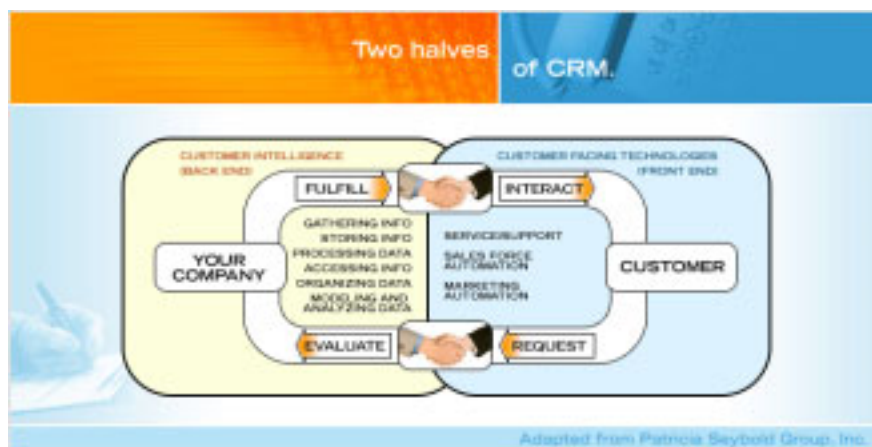 Two halves
of CRM.
CUSTOMER INTELLIGENCE
(BACK END)
CUSTOMER FACING TECHNOLOGIES
(FRONT END)
FULFILL
INTERACT
GATHERING INFO
STORING INFO
PROCESSING DATA
ACCESSING INFO
ORGANIZING DATA
MODELING AND
ANALYZING DATA
SERVICE/SUPPORT
SALES FORCE
AUTOMATION
MARKETING
AUTOMATION
YOUR
COMPANY
CUSTOMER
EVALUATE
REQUEST
Adapted from Patricia Seybold Group, Inc.